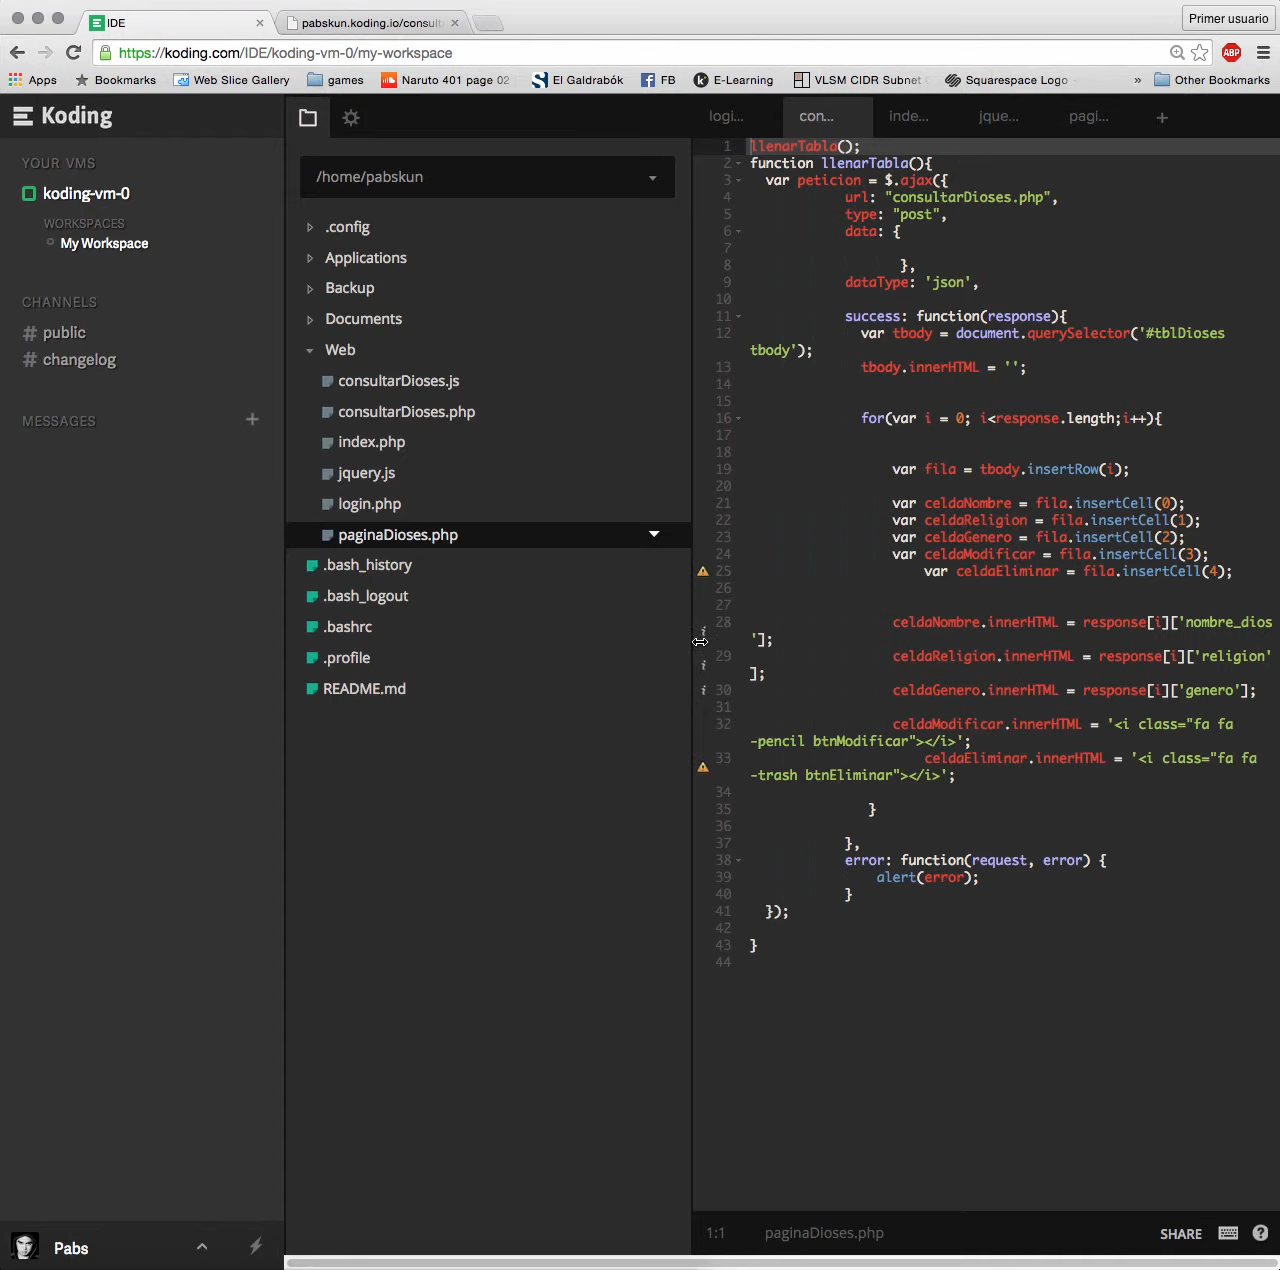 IDE
pabskun.koding.io/consult
Primer usuario
https://koding.com/IDE/koding-vm-0/my-workspace
ABP
Apps
Bookmarks
Web Slice Gallery
games
Naruto 401 page 02
El Galdrabók
FB
E-Learning
VLSM CIDR Subnet
Squarespace Logo
»
Other Bookmarks
Koding
YOUR VMS
koding-vm-0
WORKSPACES
My Workspace
CHANNELS
# public
# changelog
MESSAGES
+
Pabs
/home/pabskun
.config
Applications
Backup
Documents
Web
consultarDioses.js
consultarDioses.php
index.php
jquery.js
login.php
paginaDioses.php
.bash_history
.bash_logout
.bashrc
.profile
README.md
logi...
con...
inde...
jque...
pagi...
+
1 llenarTabla();
2 function llenarTabla(){
3 var peticion = $.ajax({
4 url: "consultarDioses.php",
5 type: "post",
6 data: {
7
8 },
9 dataType: 'json',
10
11 success: function(response){
12 var tbody = document.querySelector('#tblDioses
tbody');
13 tbody.innerHTML = '';
14
15
16 for(var i = 0; i<response.length;i++){
17
18
19 var fila = tbody.insertRow(i);
20
21 var celdaNombre = fila.insertCell(0);
22 var celdaReligion = fila.insertCell(1);
23 var celdaGenero = fila.insertCell(2);
24 var celdaModificar = fila.insertCell(3);
25 var celdaEliminar = fila.insertCell(4);
26
27
28 celdaNombre.innerHTML = response[i]['nombre_dios
'];
29 celdaReligion.innerHTML = response[i]['religion'
];
30 celdaGenero.innerHTML = response[i]['genero'];
31
32 celdaModificar.innerHTML = '<i class="fa fa
-pencil btnModificar"></i>';
33 celdaEliminar.innerHTML = '<i class="fa fa
-trash btnEliminar"></i>';
34
35 }
36
37 },
38 error: function(request, error) {
39 alert(error);
40 }
41 });
42
43 }
44
1:1
paginaDioses.php
SHARE
?